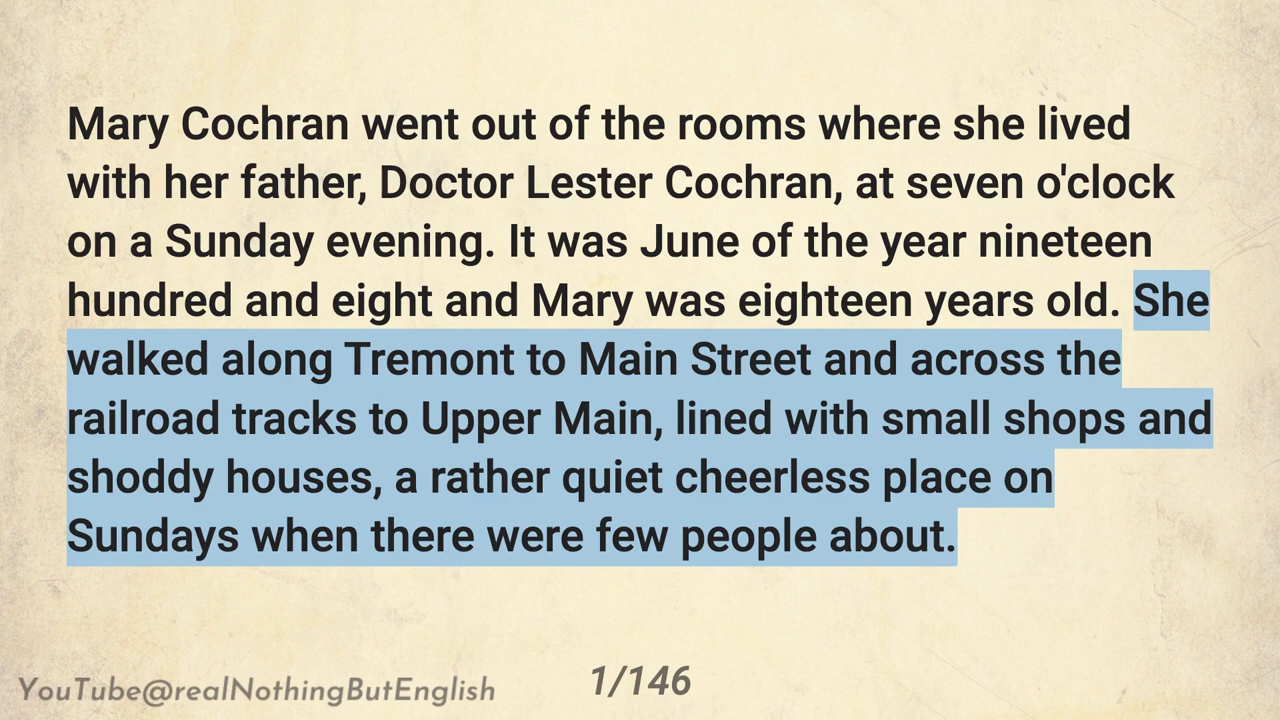 Mary Cochran went out of the rooms where she lived
with her father, Doctor Lester Cochran, at seven o'clock
on a Sunday evening. It was June of the year nineteen
hundred and eight and Mary was eighteen years old. She
walked along Tremont to Main Street and across the
railroad tracks to Upper Main, lined with small shops and
shoddy houses, a rather quiet cheerless place on
Sundays when there were few people about.
YouTube@realNothingButEnglish
1/146